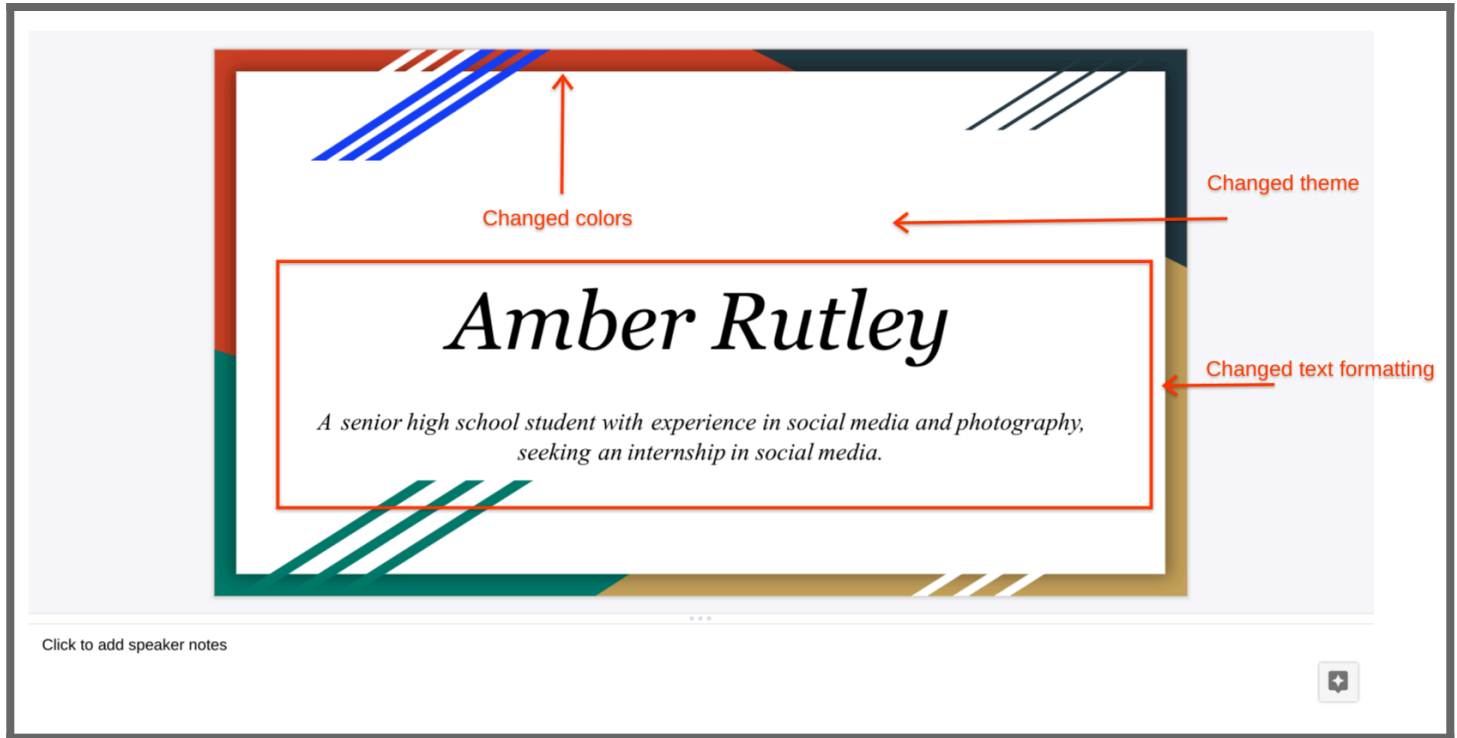 Changed theme
Changed colors
Amber Rutley
Changed text formatting
A senior high school student with experience in social media and photography,
seeking an internship in social media.
Click to add speaker notes